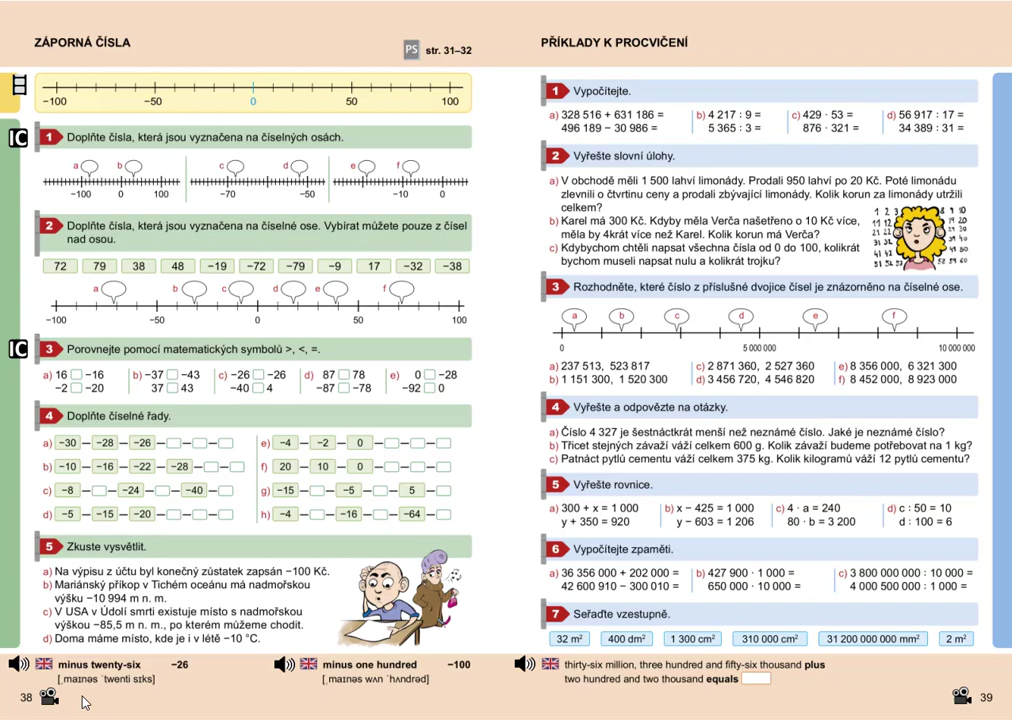 ZÁPORNÁ ČÍSLA
PS str. 31–32
−100 −50 0 50 100
1 Doplňte čísla, která jsou vyznačena na číselných osách.
a b c d e f
−100 0 100 −70 −50 −10 0
2 Doplňte čísla, která jsou vyznačena na číselné ose. Vybírat můžete pouze z čísel
nad osou.
72 79 38 48 −19 −72 −79 −9 17 −32 −38
a b c d e f
−100 −50 0 50 100
IC
3 Porovnejte pomocí matematických symbolů >, <, =.
a) 16 □ −16 b) −37 □ −43 c) −26 □ −26 d) 87 □ 78 e) 0 □ −28
−2 □ −20 37 □ 43 −40 □ 4 −87 □ −78 −92 □ 0
4 Doplňte číselné řady.
a) −30 − −28 − −26 − □ − □ − □ e) −4 − −2 − 0 − □ − □ − □
b) −10 − −16 − −22 − −28 − □ − □ f) 20 − 10 − 0 − □ − □ − □
c) −8 − □ − −24 − □ − −40 − □ g) −15 − □ − −5 − □ − 5 − □
d) −5 − −15 − −20 − □ − □ − □ h) −4 − □ − −16 − □ − −64 − □
5 Zkuste vysvětlit.
a) Na výpisu z účtu byl konečný zůstatek zapsán −100 Kč.
b) Mariánský příkop v Tichém oceánu má nadmořskou
výšku −10 994 m n. m.
c) V USA v Údolí smrti existuje místo s nadmořskou
výškou −85,5 m n. m., po kterém můžeme chodit.
d) Doma máme místo, kde je i v létě −10 °C.
minus twenty-six −26 minus one hundred −100
[ˌmaɪnəs ˈtwenti sɪks] [ˌmaɪnəs wʌn ˈhʌndrəd]
38
PŘÍKLADY K PROCVIČENÍ
1 Vypočítejte.
a) 328 516 + 631 186 = b) 4 217 : 9 = c) 429 · 53 = d) 56 917 : 17 =
496 189 − 30 986 = 5 365 : 3 = 876 · 321 = 34 389 : 31 =
2 Vyřešte slovní úlohy.
a) V obchodě měli 1 500 lahví limonády. Prodali 950 lahví po 20 Kč. Poté limonádu
zlevnili o čtvrtinu ceny a prodali zbývající limonády. Kolik korun za limonády utržili
celkem?
b) Karel má 300 Kč. Kdyby měla Verča našetřeno o 10 Kč více,
měla by 4krát více než Karel. Kolik korun má Verča?
c) Kdybychom chtěli napsat všechna čísla od 0 do 100, kolikrát
bychom museli napsat nulu a kolikrát trojku?
3 Rozhodněte, které číslo z příslušné dvojice čísel je znázorněno na číselné ose.
a b c d e f
0 5 000 000 10 000 000
a) 237 513, 523 817 c) 2 871 360, 2 527 360 e) 8 356 000, 6 321 300
b) 1 151 300, 1 520 300 d) 3 456 720, 4 546 820 f) 8 452 000, 8 923 000
4 Vyřešte a odpovězte na otázky.
a) Číslo 4 327 je šestnáctkrát menší než neznámé číslo. Jaké je neznámé číslo?
b) Třicet stejných závaží váží celkem 600 g. Kolik závaží budeme potřebovat na 1 kg?
c) Patnáct pytlů cementu váží celkem 375 kg. Kolik kilogramů váží 12 pytlů cementu?
5 Vyřešte rovnice.
a) 300 + x = 1 000 b) x − 425 = 1 000 c) 4 · a = 240 d) c : 50 = 10
y + 350 = 920 y − 603 = 1 206 80 · b = 3 200 d : 100 = 6
6 Vypočítejte zpaměti.
a) 36 356 000 + 202 000 = b) 427 900 · 1 000 = c) 3 800 000 000 : 10 000 =
42 600 910 − 300 010 = 650 000 · 10 000 = 4 000 500 000 : 1 000 =
7 Seřaďte vzestupně.
32 m² 400 dm² 1 300 cm² 310 000 cm² 31 200 000 000 mm² 2 m²
thirty-six million, three hundred and fifty-six thousand plus
two hundred and two thousand equals
39